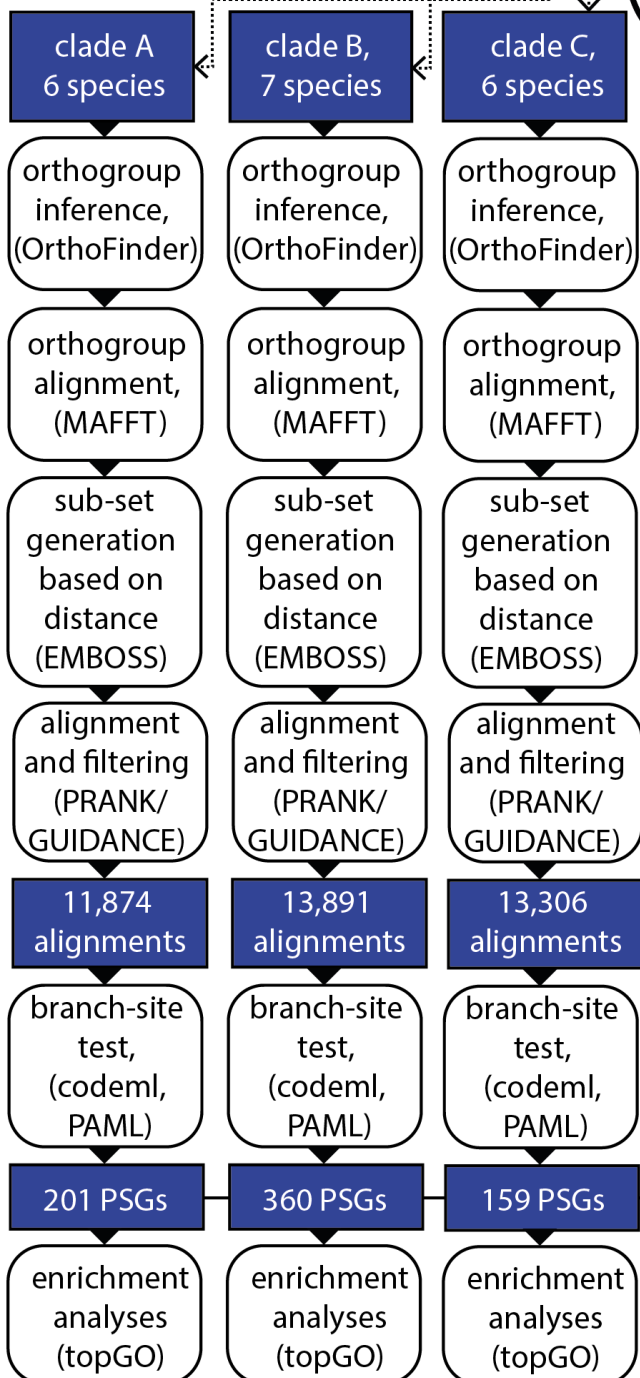 clade A
6 species
orthogroup
inference,
(OrthoFinder)
orthogroup
alignment,
(MAFFT)
sub-set
generation
based on
distance
(EMBOSS)
alignment
and filtering
(PRANK/
GUIDANCE)
11,874
alignments
branch-site
test,
(codeml,
PAML)
201 PSGs
enrichment
analyses
(topGO)
clade B,
7 species
orthogroup
inference,
(OrthoFinder)
orthogroup
alignment,
(MAFFT)
sub-set
generation
based on
distance
(EMBOSS)
alignment
and filtering
(PRANK/
GUIDANCE)
13,891
alignments
branch-site
test,
(codeml,
PAML)
360 PSGs
enrichment
analyses
(topGO)
clade C,
6 species
orthogroup
inference,
(OrthoFinder)
orthogroup
alignment,
(MAFFT)
sub-set
generation
based on
distance
(EMBOSS)
alignment
and filtering
(PRANK/
GUIDANCE)
13,306
alignments
branch-site
test,
(codeml,
PAML)
159 PSGs
enrichment
analyses
(topGO)